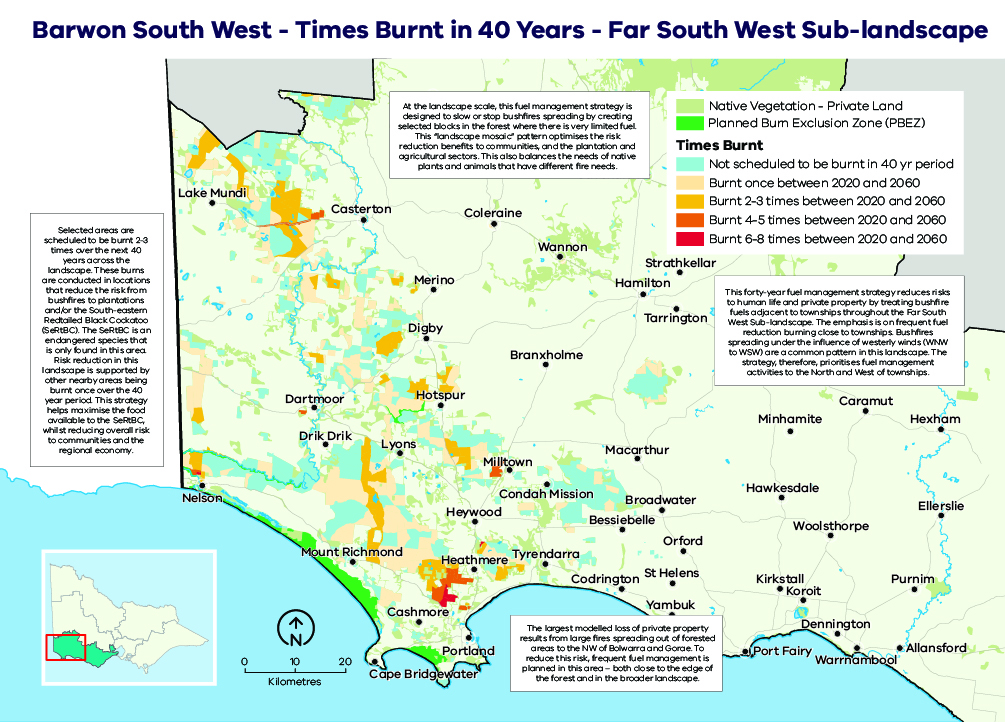 Barwon South West - Times Burnt in 40 Years - Far South West Sub-landscape
At the landscape scale, this fuel management strategy is
designed to slow or stop bushfires spreading by creating
selected blocks in the forest where there is very limited fuel.
This "landscape mosaic" pattern optimises the risk
reduction benefits to communities, and the plantation and
agricultural sectors. This also balances the needs of native
plants and animals that have different fire needs.
Native Vegetation - Private Land
Planned Burn Exclusion Zone (PBEZ)
Times Burnt
Not scheduled to be burnt in 40 yr period
Burnt once between 2020 and 2060
Burnt 2-3 times between 2020 and 2060
Burnt 4-5 times between 2020 and 2060
Burnt 6-8 times between 2020 and 2060
Selected areas are
scheduled to be burnt 2-3
times over the next 40
years across the
landscape. These burns
are conducted in locations
that reduce the risk from
bushfires to plantations
and/or the South-eastern
Redtailed Black Cockatoo
(SeRtBC). The SeRtBC is an
endangered species that
is only found in this area.
Risk reduction in this
landscape is supported by
other nearby areas being
burnt once over the 40
year period. This strategy
helps maximise the food
available to the SeRtBC,
whilst reducing overall risk
to communities and the
regional economy.
This forty-year fuel management strategy reduces risks
to human life and private property by treating bushfire
fuels adjacent to townships throughout the Far South
West Sub-landscape. The emphasis is on frequent fuel
reduction burning close to townships. Bushfires
spreading under the influence of westerly winds (WNW
to WSW) are a common pattern in this landscape. The
strategy, therefore, prioritises fuel management
activities to the North and West of townships.
Lake Mundi
Casterton
Coleraine
Wannon
Strathkellar
Hamilton
Merino
Tarrington
Digby
Branxholme
Dartmoor
Hotspur
Caramut
Minhamite
Hexham
Drik Drik
Lyons
Macarthur
Milltown
Nelson
Condah Mission
Hawkesdale
Broadwater
Ellerslie
Heywood
Bessiebelle
Woolsthorpe
Orford
Mount Richmond
Heathmere
Tyrendarra
Codrington
St Helens
Kirkstall
Koroit
Purnim
Cashmore
Yambuk
Dennington
Portland
Port Fairy
Warrnambool
Allansford
Cape Bridgewater
The largest modelled loss of private property
results from large fires spreading out of forested
areas to the NW of Bolwarra and Gorae. To
reduce this risk, frequent fuel management is
planned in this area – both close to the edge of
the forest and in the broader landscape.
N
0 10 20
Kilometres